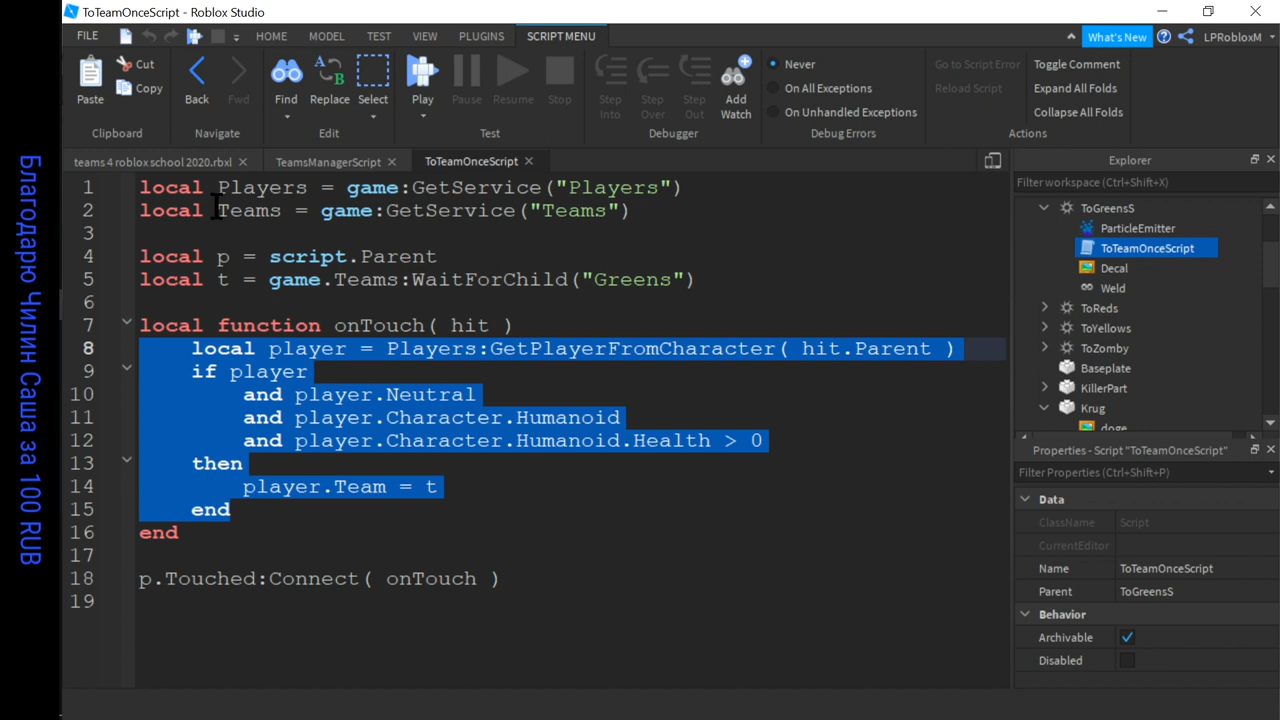 ToTeamOnceScript - Roblox Studio
FILE HOME MODEL TEST VIEW PLUGINS SCRIPT MENU What's New LPRobloxM
Paste Cut Copy Back Fwd Find Replace Select Play Pause Resume Stop Step Into Step Over Step Out Add Watch
Never
On All Exceptions
On Unhandled Exceptions
Go to Script Error
Reload Script
Toggle Comment
Expand All Folds
Collapse All Folds
Clipboard Navigate Edit Test Debugger Debug Errors Actions
teams 4 roblox school 2020.rbxl TeamsManagerScript ToTeamOnceScript
1 local Players = game:GetService("Players")
2 local Teams = game:GetService("Teams")
3
4 local p = script.Parent
5 local t = game.Teams:WaitForChild("Greens")
6
7 local function onTouch( hit )
8 local player = Players:GetPlayerFromCharacter( hit.Parent )
9 if player
10 and player.Neutral
11 and player.Character.Humanoid
12 and player.Character.Humanoid.Health > 0
13 then
14 player.Team = t
15 end
16 end
17
18 p.Touched:Connect( onTouch )
19
Explorer
Filter workspace (Ctrl+Shift+X)
ToGreensS
ParticleEmitter
ToTeamOnceScript
Decal
Weld
ToReds
ToYellows
ToZomby
Baseplate
KillerPart
Krug
doge
Properties - Script "ToTeamOnceScript"
Filter Properties (Ctrl+Shift+P)
Data
ClassName Script
CurrentEditor
Name ToTeamOnceScript
Parent ToGreensS
Behavior
Archivable
Disabled
Благодарю Чилин Саша за 100 RUB